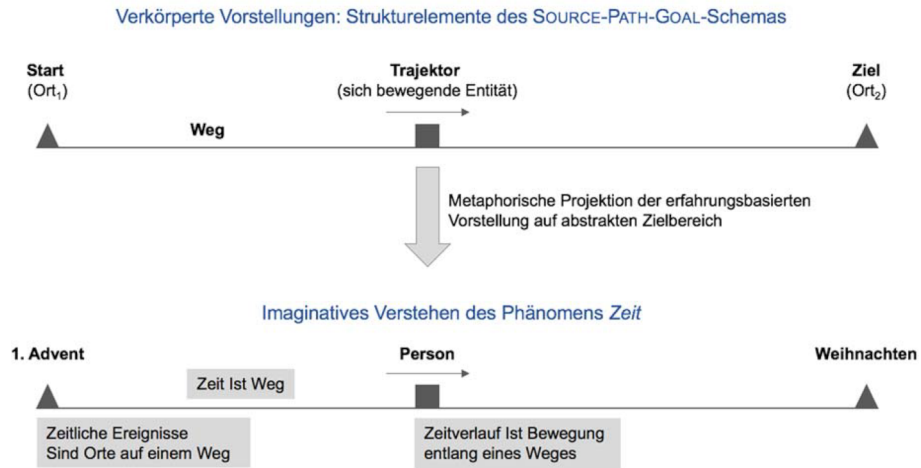 Verkörperte Vorstellungen: Strukturelemente des SOURCE-PATH-GOAL-Schemas
Start
(Ort₁)
Trajektor
(sich bewegende Entität)
Ziel
(Ort₂)
Weg
Metaphorische Projektion der erfahrungsbasierten
Vorstellung auf abstrakten Zielbereich
Imaginatives Verstehen des Phänomens Zeit
1. Advent
Person
Weihnachten
Zeit Ist Weg
Zeitliche Ereignisse
Sind Orte auf einem Weg
Zeitverlauf Ist Bewegung
entlang eines Weges